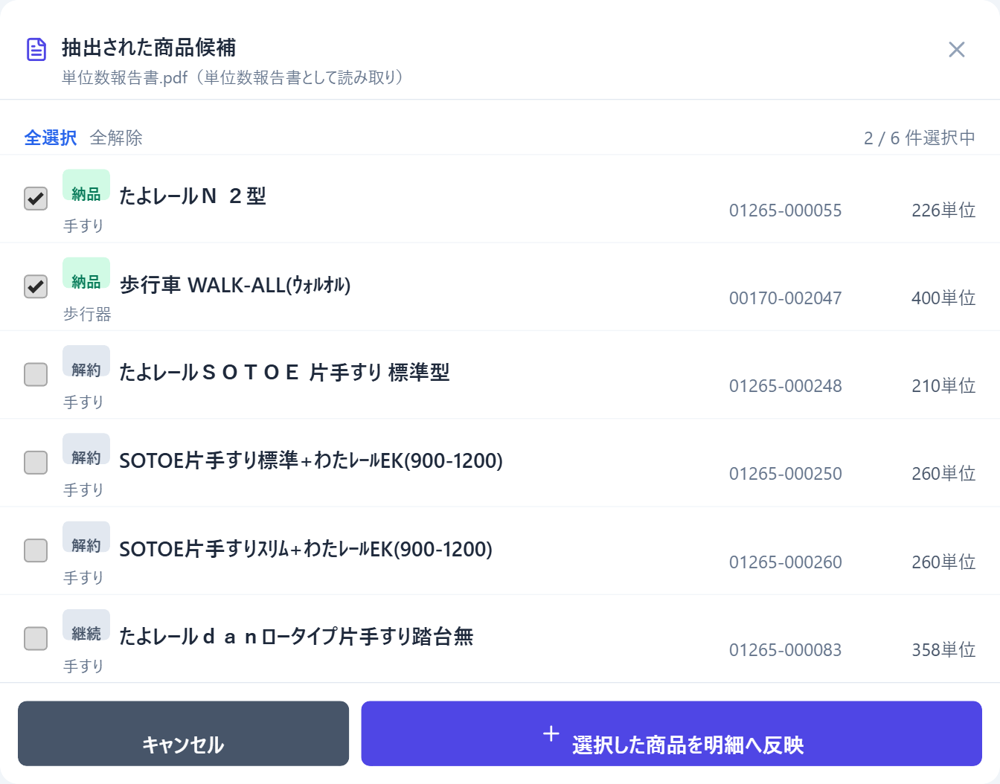 抽出された商品候補
単位数報告書.pdf（単位数報告書として読み取り）
全選択 全解除 2 / 6 件選択中
納品 たよレールＮ ２型
手すり 01265-000055 226単位
納品 歩行車 WALK-ALL(ｳｫﾙｵﾙ)
歩行器 00170-002047 400単位
解約 たよレールＳＯＴＯＥ 片手すり 標準型
手すり 01265-000248 210単位
解約 SOTOE片手すり標準+わたﾚｰﾙEK(900-1200)
手すり 01265-000250 260単位
解約 SOTOE片手すりｽﾘﾑ+わたﾚｰﾙEK(900-1200)
手すり 01265-000260 260単位
継続 たよレールｄａｎロータイプ片手すり踏台無
手すり 01265-000083 358単位
キャンセル + 選択した商品を明細へ反映